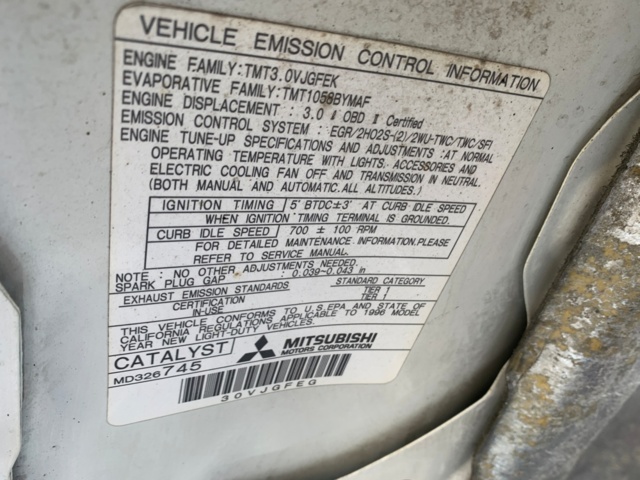 VEHICLE EMISSION CONTROL INFORMATION
ENGINE FAMILY:TMT3.0VJGFEK
EVAPORATIVE FAMILY:TMT1058BYMAF
ENGINE DISPLACEMENT : 3.0 ℓ OBD II Certified
EMISSION CONTROL SYSTEM : EGR/2HO2S-(2)/2WU-TWC/TWC/SFI
ENGINE TUNE-UP SPECIFICATIONS AND ADJUSTMENTS :AT NORMAL
OPERATING TEMPERATURE WITH LIGHTS, ACCESSORIES AND
ELECTRIC COOLING FAN OFF AND TRANSMISSION IN NEUTRAL.
(BOTH MANUAL AND AUTOMATIC. ALL ALTITUDES.)
IGNITION TIMING 5° BTDC±3° AT CURB IDLE SPEED
WHEN IGNITION TIMING TERMINAL IS GROUNDED.
CURB IDLE SPEED 700 ± 100 RPM
FOR DETAILED MAINTENANCE INFORMATION,PLEASE
REFER TO SERVICE MANUAL.
NOTE : NO OTHER ADJUSTMENTS NEEDED.
SPARK PLUG GAP : 0.039~0.043 in
EXHAUST EMISSION STANDARDS STANDARD CATEGORY
CERTIFICATION TIER 1
IN-USE TIER 1
THIS VEHICLE CONFORMS TO U.S.EPA AND STATE OF
CALIFORNIA REGULATIONS APPLICABLE TO 1996 MODEL
YEAR NEW LIGHT-DUTY VEHICLES.
CATALYST MITSUBISHI
MOTORS CORPORATION
MD326745
30VJGFEG